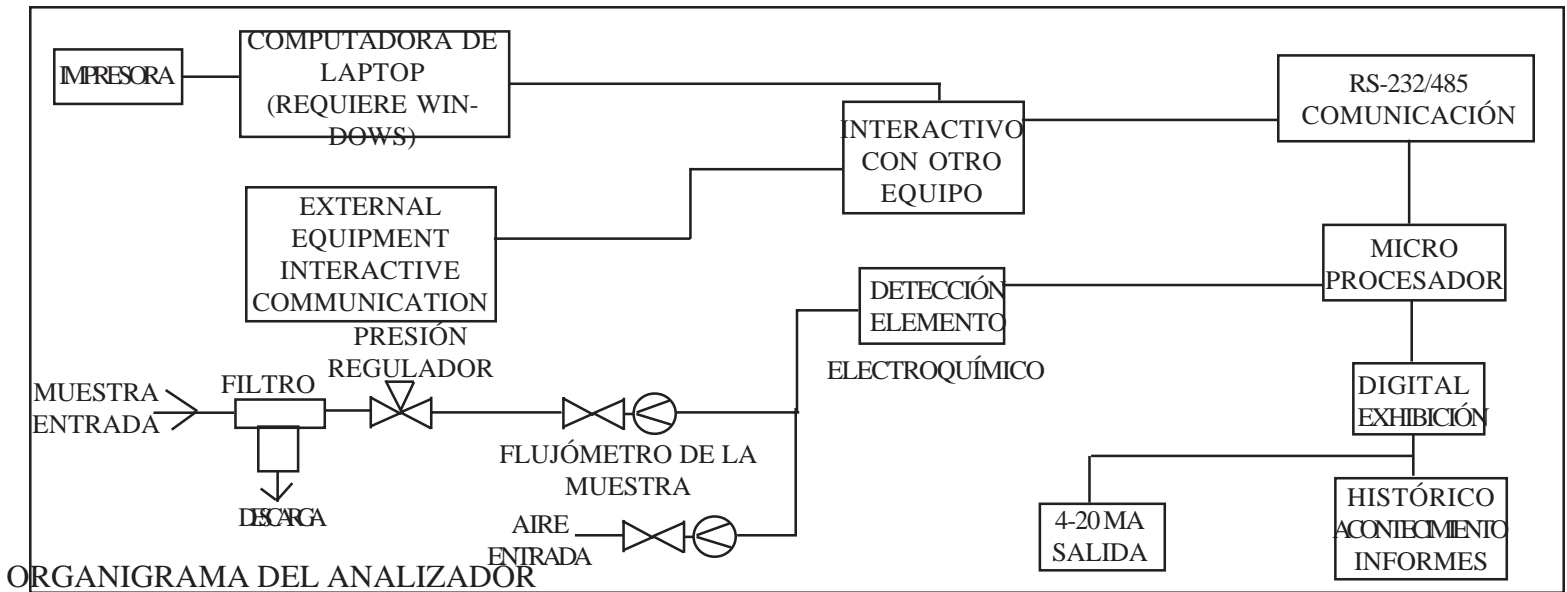 COMPUTADORA DE
LAPTOP
(REQUIERE WIN-
DOWS)
IMPRESORA
RS-232/485
COMUNICACIÓN
INTERACTIVO
CON OTRO
EQUIPO
EXTERNAL
EQUIPMENT
INTERACTIVE
COMMUNICATION
MICRO
PROCESADOR
DETECCIÓN
ELEMENTO
ELECTROQUÍMICO
PRESIÓN
REGULADOR
FILTRO
MUESTRA
ENTRADA
DESCARGA
FLUJÓMETRO DE LA
MUESTRA
AIRE
ENTRADA
DIGITAL
EXHIBICIÓN
4-20 MA
SALIDA
HISTÓRICO
ACONTECIMIENTO
INFORMES
ORGANIGRAMA DEL ANALIZADOR